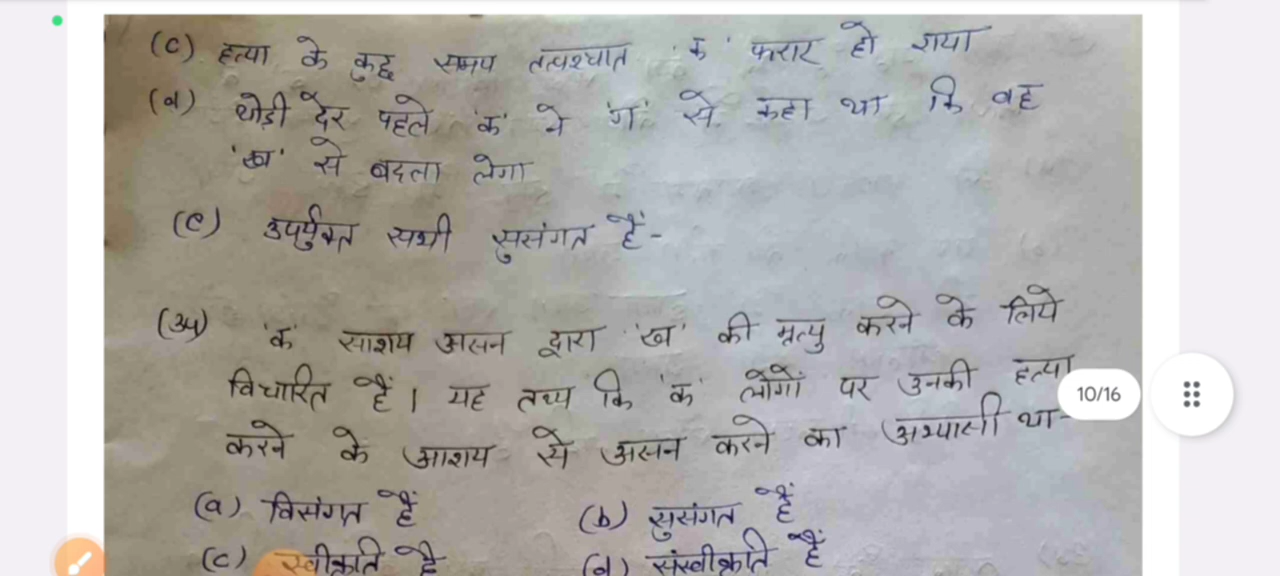 (c) हत्या के कुछ समय तत्पश्चात 'क' फरार हो गया
(d) थोड़ी देर पहले 'क' ने 'ग' से कहा था कि वह
'ख' से बदला लेगा
(e) उपर्युक्त सभी सुसंगत हैं-
(34) 'क' साशय असन द्वारा 'ख' की मृत्यु करने के लिये
विचारित हैं। यह तथ्य कि 'क' लोगों पर उनकी हत्या
10/16
करने के आशय से असन करने का अभ्यासी था-
(a) विसंगत हैं (b) सुसंगत हैं
(c) स्वीकृति है (d) संस्वीकृति हैं